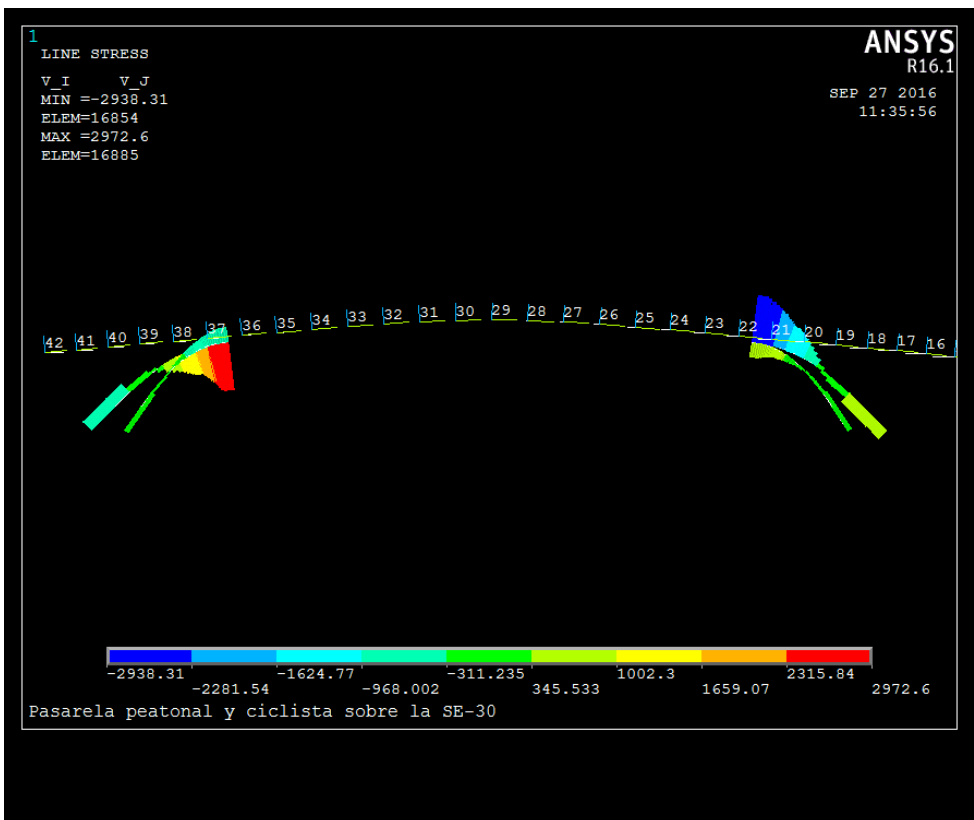 1
LINE STRESS
V_I V_J
MIN =-2938.31
ELEM=16854
MAX =2972.6
ELEM=16885
ANSYS
R16.1
SEP 27 2016
11:35:56
42 41 40 39 38 37 36 35 34 33 32 31 30 29 28 27 26 25 24 23 22 21 20 19 18 17 16
-2938.31 -1624.77 -311.235 1002.3 2315.84
-2281.54 -968.002 345.533 1659.07 2972.6
Pasarela peatonal y ciclista sobre la SE-30